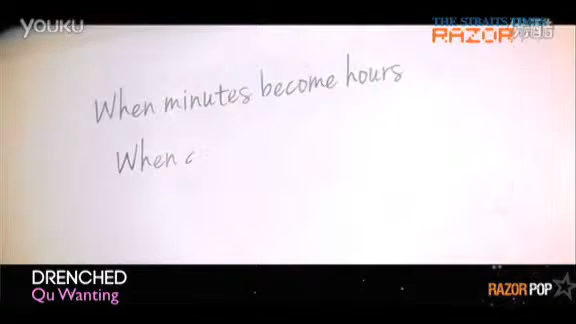 YOUKU
THE STRAITS TIMES
RAZOR
When minutes become hours
When
DRENCHED
Qu Wanting
RAZOR POP